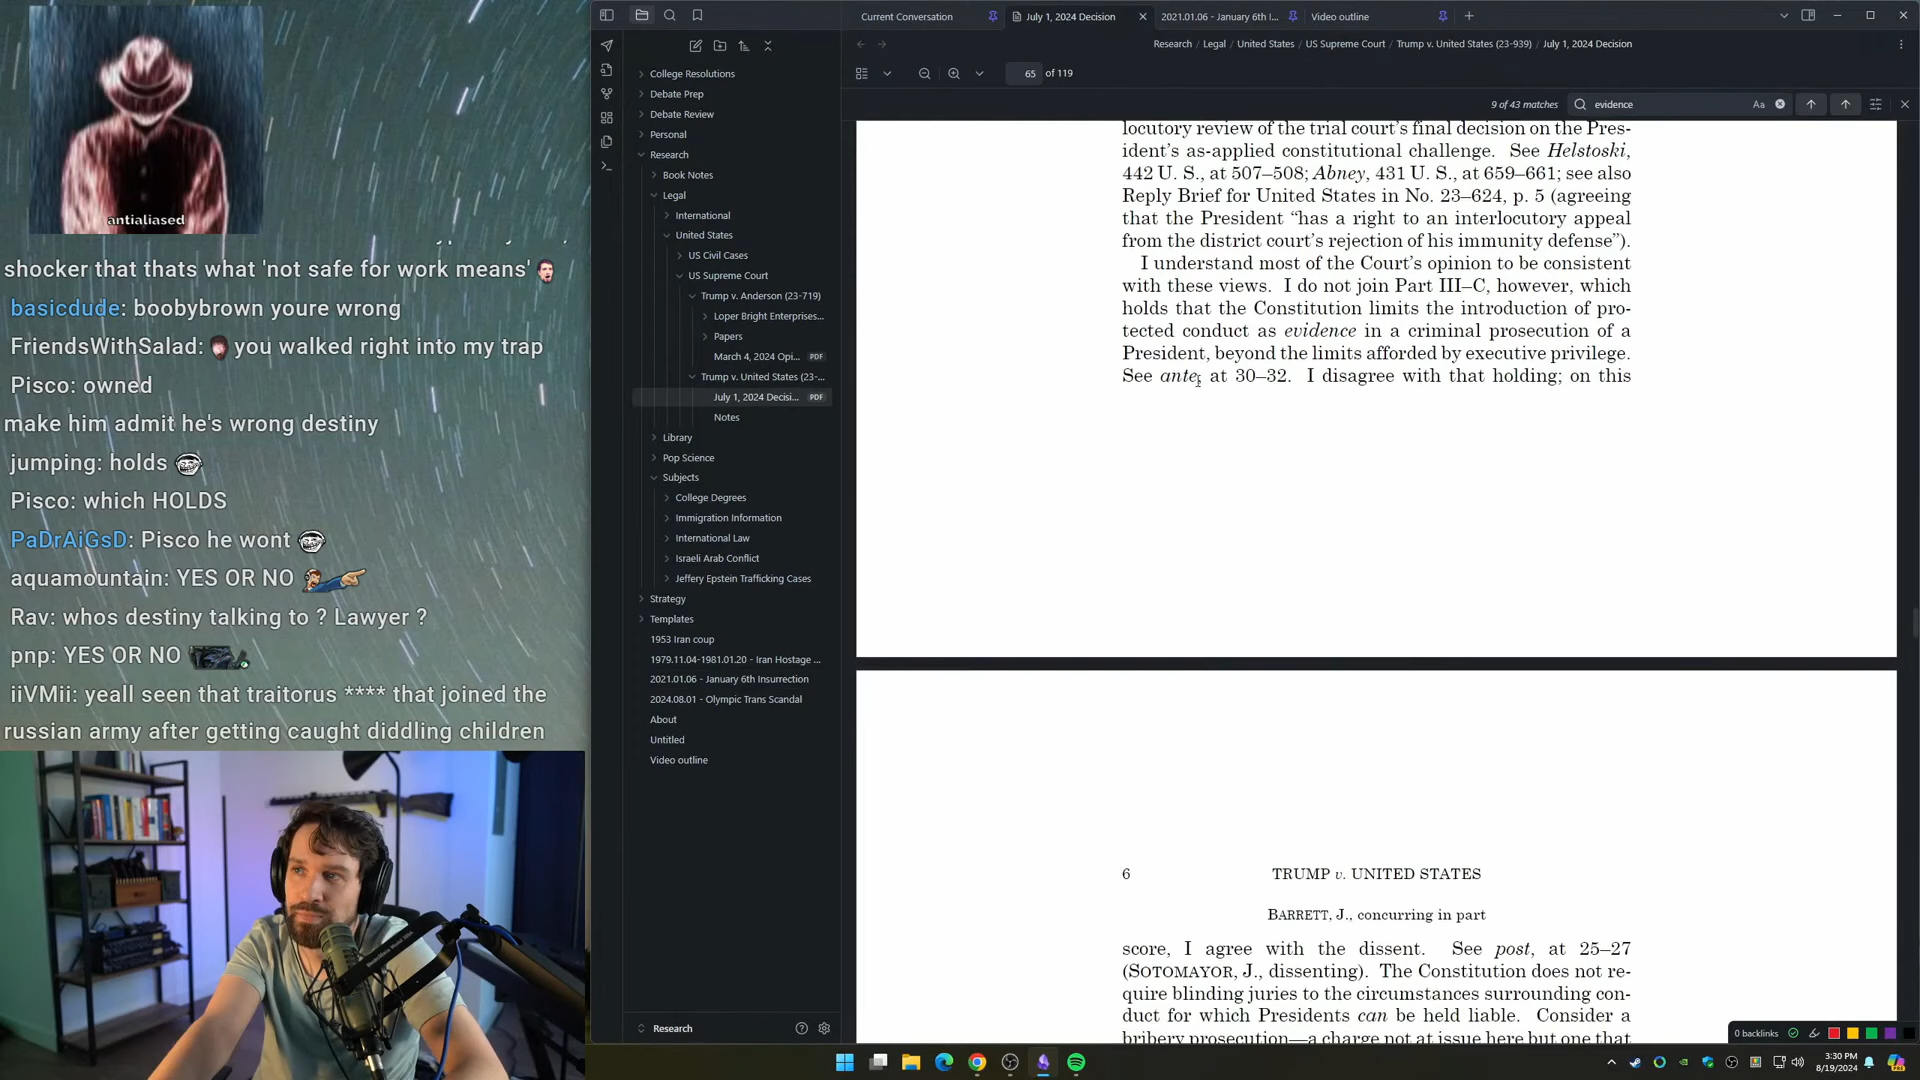 antialiased
shocker that thats what 'not safe for work means'
basicdude: boobybrown youre wrong
FriendsWithSalad: you walked right into my trap
Pisco: owned
make him admit he's wrong destiny
jumping: holds
Pisco: which HOLDS
PaDrAiGsD: Pisco he wont
aquamountain: YES OR NO
Rav: whos destiny talking to ? Lawyer ?
pnp: YES OR NO
iiVMii: yeall seen that traitorus **** that joined the
russian army after getting caught diddling children
College Resolutions
Debate Prep
Debate Review
Personal
Research
Book Notes
Legal
International
United States
US Civil Cases
US Supreme Court
Trump v. Anderson (23-719)
Loper Bright Enterprises...
Papers
March 4, 2024 Opi... PDF
Trump v. United States (23-...
July 1, 2024 Decisi... PDF
Notes
Library
Pop Science
Subjects
College Degrees
Immigration Information
International Law
Israeli Arab Conflict
Jeffery Epstein Trafficking Cases
Strategy
Templates
1953 Iran coup
1979.11.04-1981.01.20 - Iran Hostage ...
2021.01.06 - January 6th Insurrection
2024.08.01 - Olympic Trans Scandal
About
Untitled
Video outline
Research
Current Conversation
July 1, 2024 Decision
2021.01.06 - January 6th I...
Video outline
Research / Legal / United States / US Supreme Court / Trump v. United States (23-939) / July 1, 2024 Decision
65 of 119
9 of 43 matches
evidence
Aa
locutory review of the trial court's final decision on the Pres-
ident's as-applied constitutional challenge. See Helstoski,
442 U. S., at 507–508; Abney, 431 U. S., at 659–661; see also
Reply Brief for United States in No. 23–624, p. 5 (agreeing
that the President “has a right to an interlocutory appeal
from the district court's rejection of his immunity defense”).
I understand most of the Court's opinion to be consistent
with these views. I do not join Part III–C, however, which
holds that the Constitution limits the introduction of pro-
tected conduct as evidence in a criminal prosecution of a
President, beyond the limits afforded by executive privilege.
See ante, at 30–32. I disagree with that holding; on this
6
TRUMP v. UNITED STATES
BARRETT, J., concurring in part
score, I agree with the dissent. See post, at 25–27
(SOTOMAYOR, J., dissenting). The Constitution does not re-
quire blinding juries to the circumstances surrounding con-
duct for which Presidents can be held liable. Consider a
bribery prosecution—a charge not at issue here but one that
0 backlinks
3:30 PM
8/19/2024